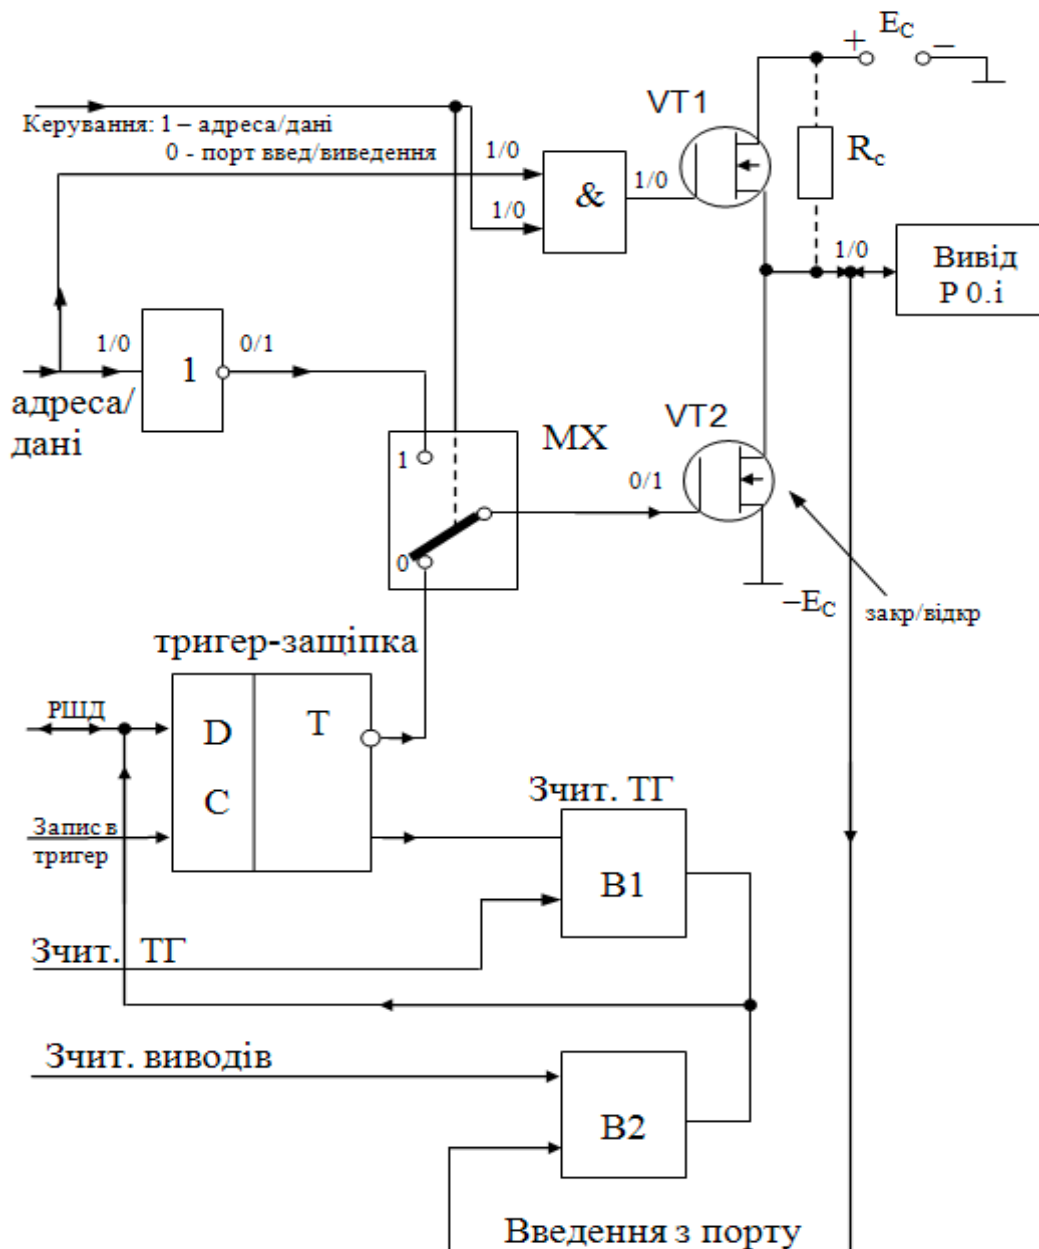 E_C
+
–
VT1
Керування: 1 – адреса/дані
0 - порт введ/виведення
1/0
R_c
&
1/0
1/0
1/0
Вивід
P 0.i
1/0
0/1
1
адреса/
дані
VT2
MX
1
0/1
0
–E_C
закр/відкр
тригер-защіпка
РШД
D
T
C
Зчит. ТГ
Запис в
тригер
B1
Зчит. ТГ
Зчит. виводів
B2
Введення з порту